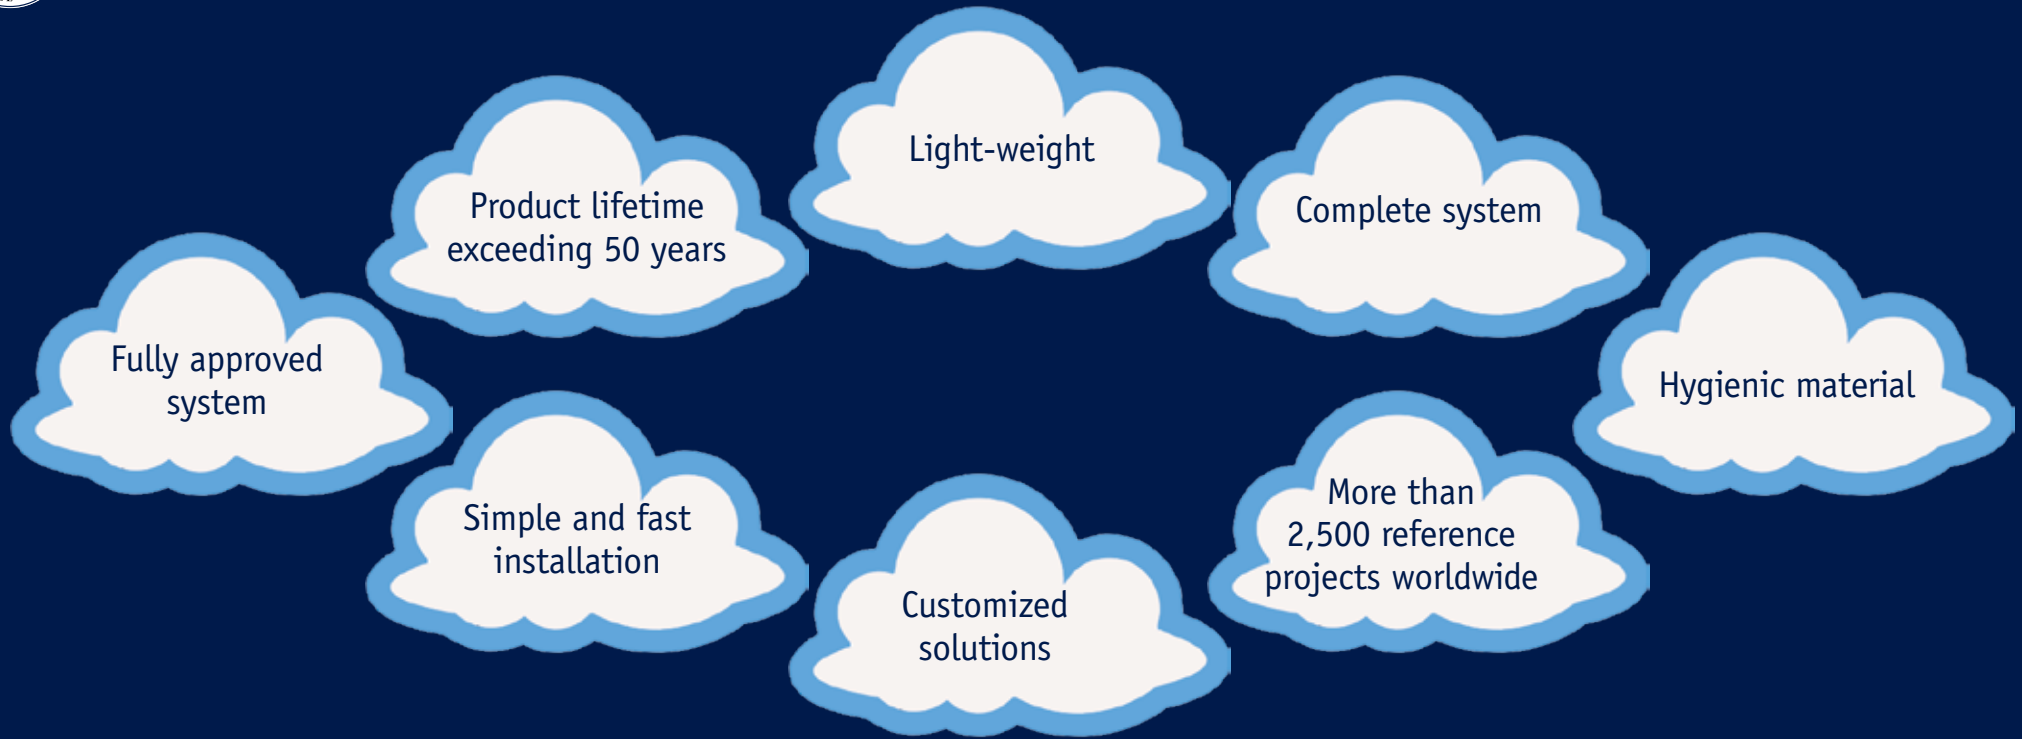 Light-weight
Product lifetime
exceeding 50 years
Complete system
Fully approved
system
Hygienic material
Simple and fast
installation
More than
2,500 reference
projects worldwide
Customized
solutions